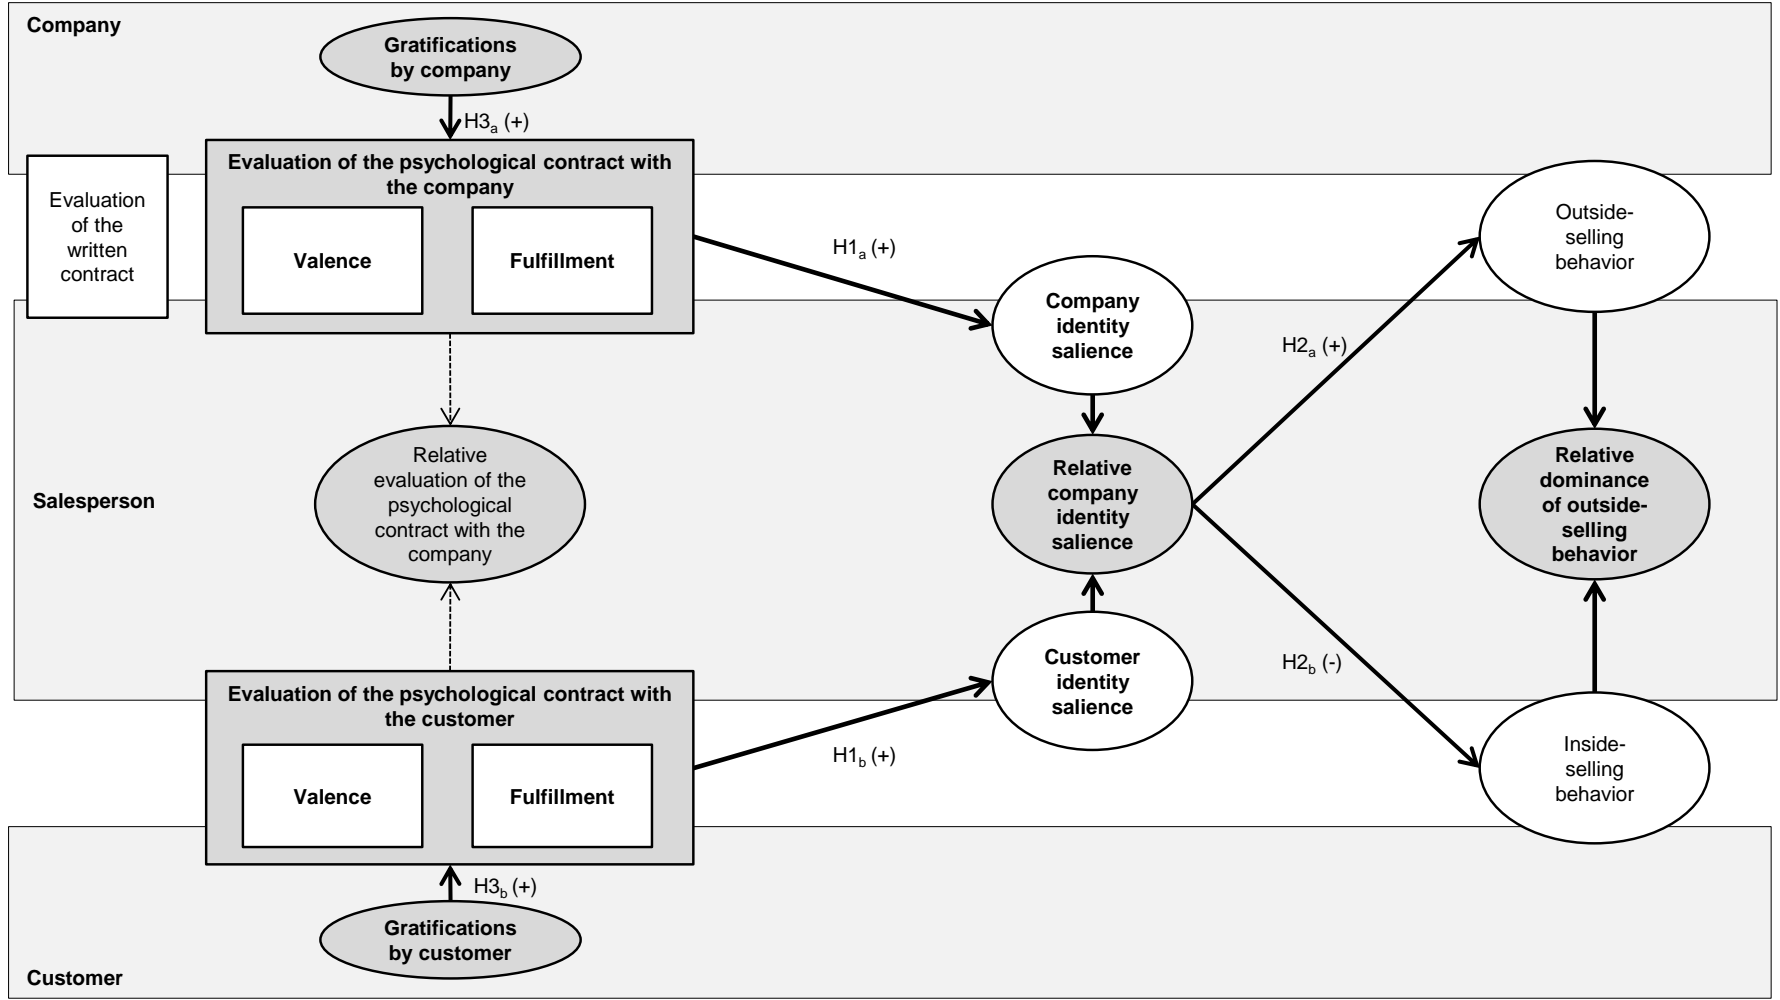 Company
Gratifications
by company
H3a (+)
Evaluation of the psychological contract with
the company
Valence
Fulfillment
Evaluation
of the
written
contract
H1a (+)
Company
identity
salience
Outside-
selling
behavior
H2a (+)
Salesperson
Relative
evaluation of the
psychological
contract with the
company
Relative
company
identity
salience
Relative
dominance
of outside-
selling
behavior
Customer
identity
salience
H2b (-)
Evaluation of the psychological contract with
the customer
Valence
Fulfillment
H1b (+)
Inside-
selling
behavior
H3b (+)
Gratifications
by customer
Customer